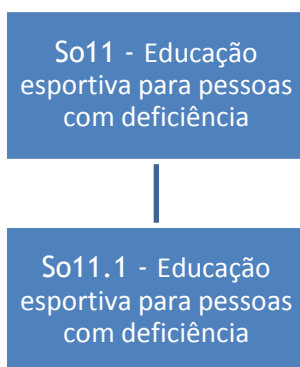 So11 - Educação
esportiva para pessoas
com deficiência
So11.1 - Educação
esportiva para pessoas
com deficiência